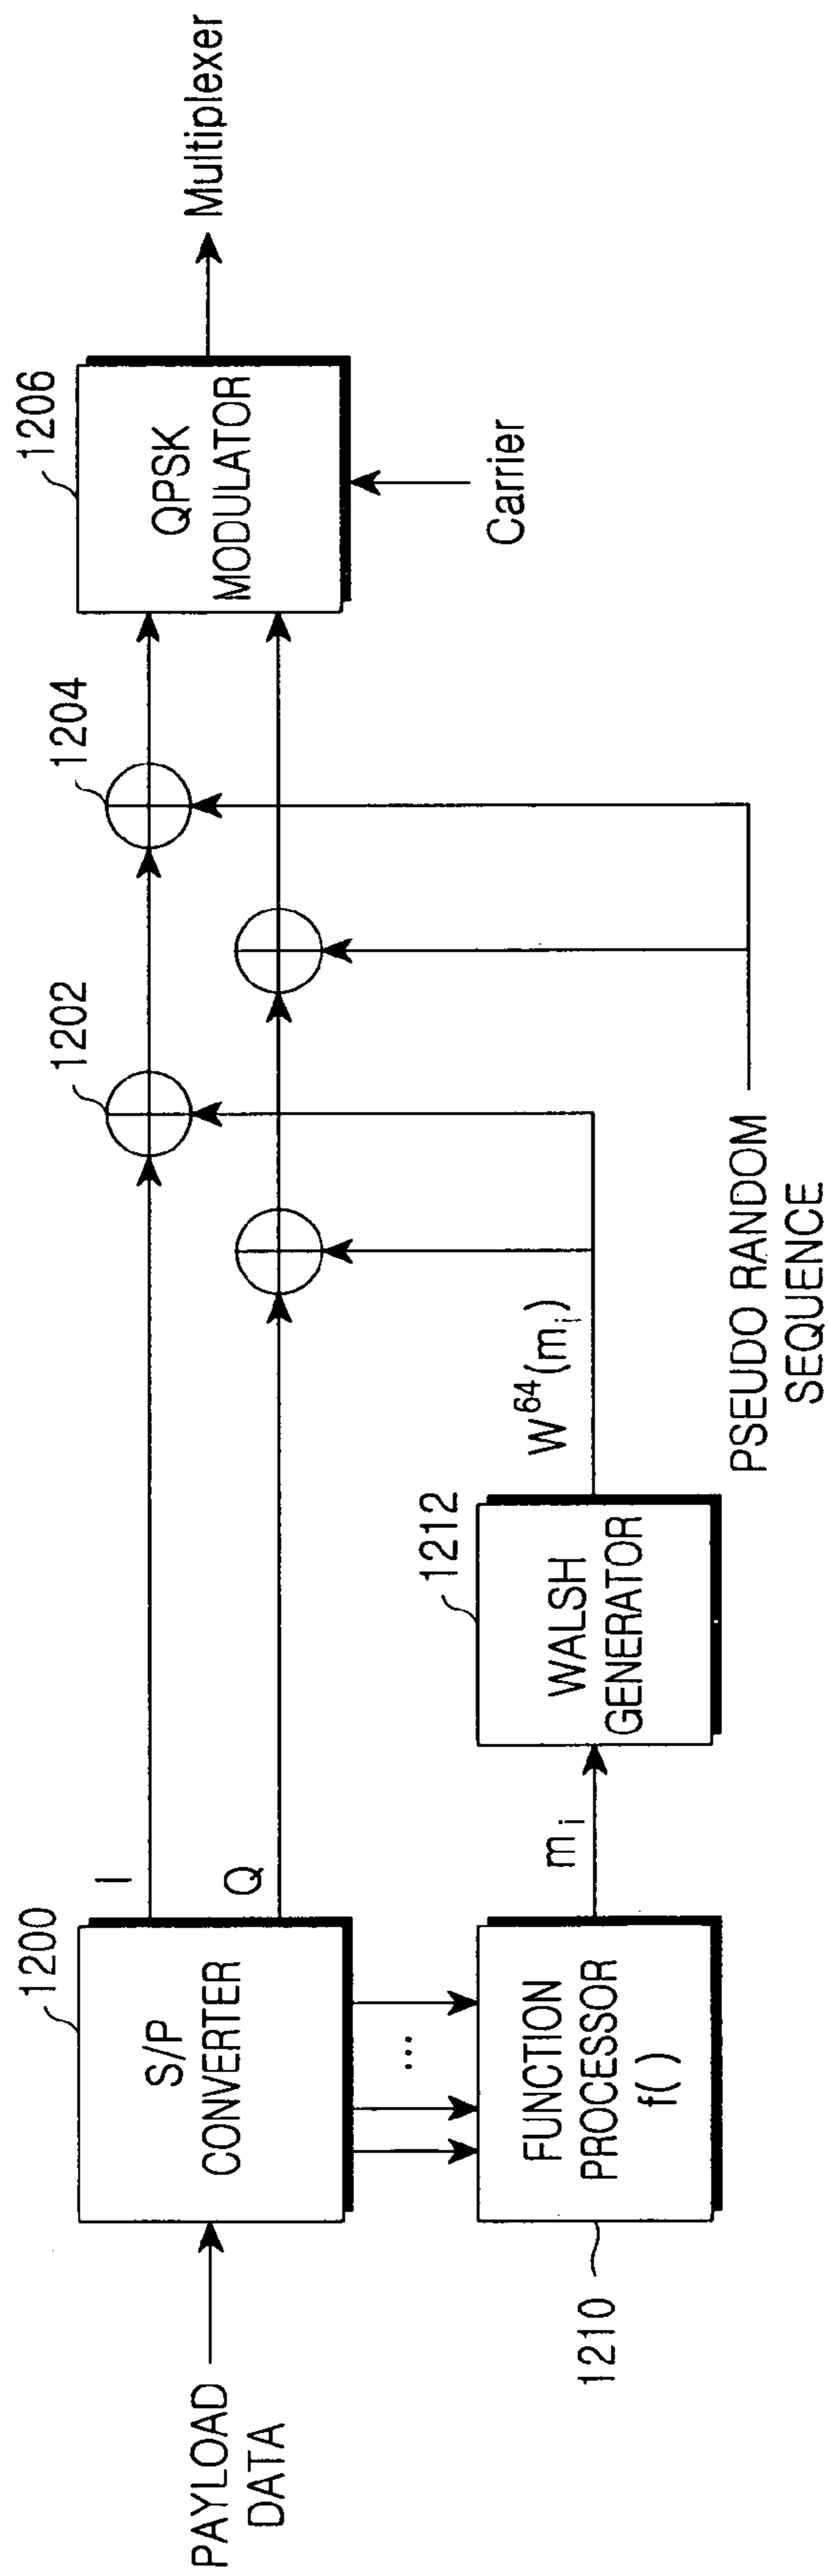 PAYLOAD
DATA
1200
S/P
CONVERTER
I
Q
...
1210
FUNCTION
PROCESSOR
f( )
m i
1212
WALSH
GENERATOR
W^64(m_i)
PSEUDO RANDOM
SEQUENCE
1202
1204
1206
QPSK
MODULATOR
Carrier
Multiplexer